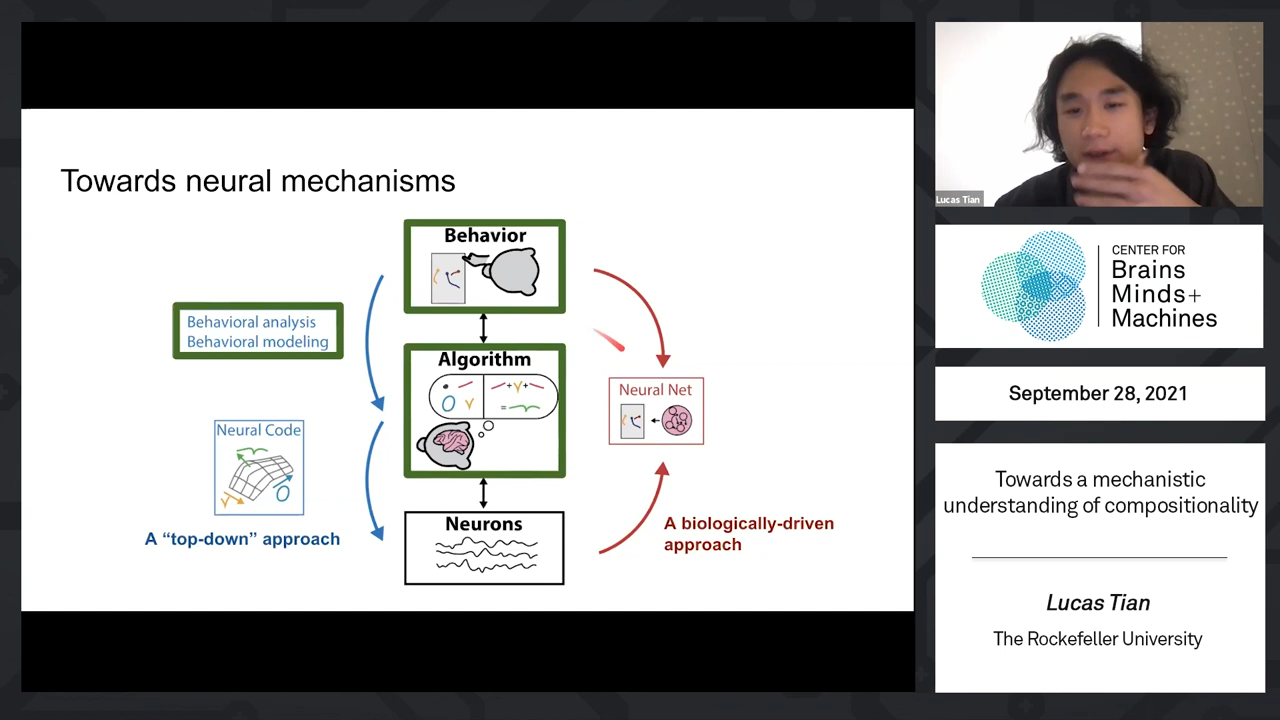 Towards neural mechanisms
Behavior
Behavioral analysis
Behavioral modeling
Algorithm
+ +
=
Neural Net
Neural Code
A “top-down” approach
Neurons
A biologically-driven
approach
Lucas Tian
CENTER FOR
Brains
Minds+
Machines
September 28, 2021
Towards a mechanistic
understanding of compositionality
Lucas Tian
The Rockefeller University